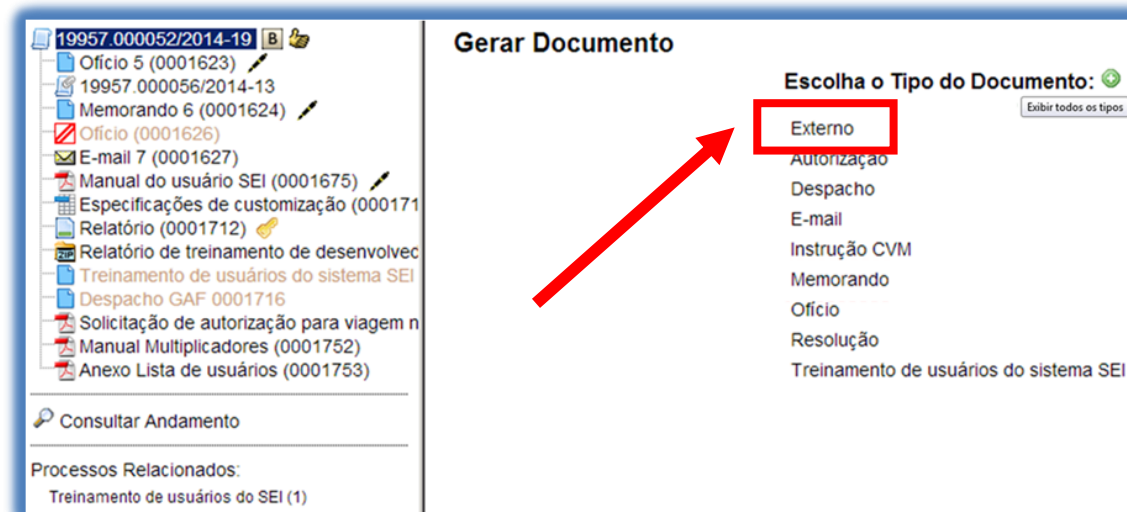 19957.000052/2014-19 B
Ofício 5 (0001623)
19957.000056/2014-13
Memorando 6 (0001624)
Ofício (0001626)
E-mail 7 (0001627)
Manual do usuário SEI (0001675)
Especificações de customização (000171
Relatório (0001712)
ZIP Relatório de treinamento de desenvolvec
Treinamento de usuários do sistema SEI
Despacho GAF 0001716
Solicitação de autorização para viagem n
Manual Multiplicadores (0001752)
Anexo Lista de usuários (0001753)
Consultar Andamento
Processos Relacionados:
Treinamento de usuários do SEI (1)
Gerar Documento
Escolha o Tipo do Documento:
Exibir todos os tipos
Externo
Autorização
Despacho
E-mail
Instrução CVM
Memorando
Ofício
Resolução
Treinamento de usuários do sistema SEI